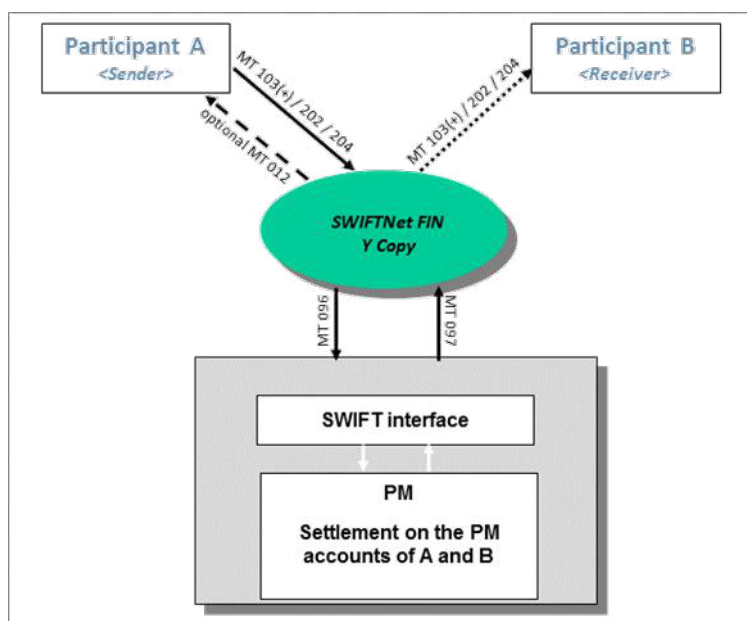 Participant A
<Sender>
Participant B
<Receiver>
MT 103(+) / 202 / 204
optional MT 012
MT 103(+) / 202 / 204
SWIFTNet FIN
Y Copy
MT 096
MT 097
SWIFT interface
PM
Settlement on the PM
accounts of A and B